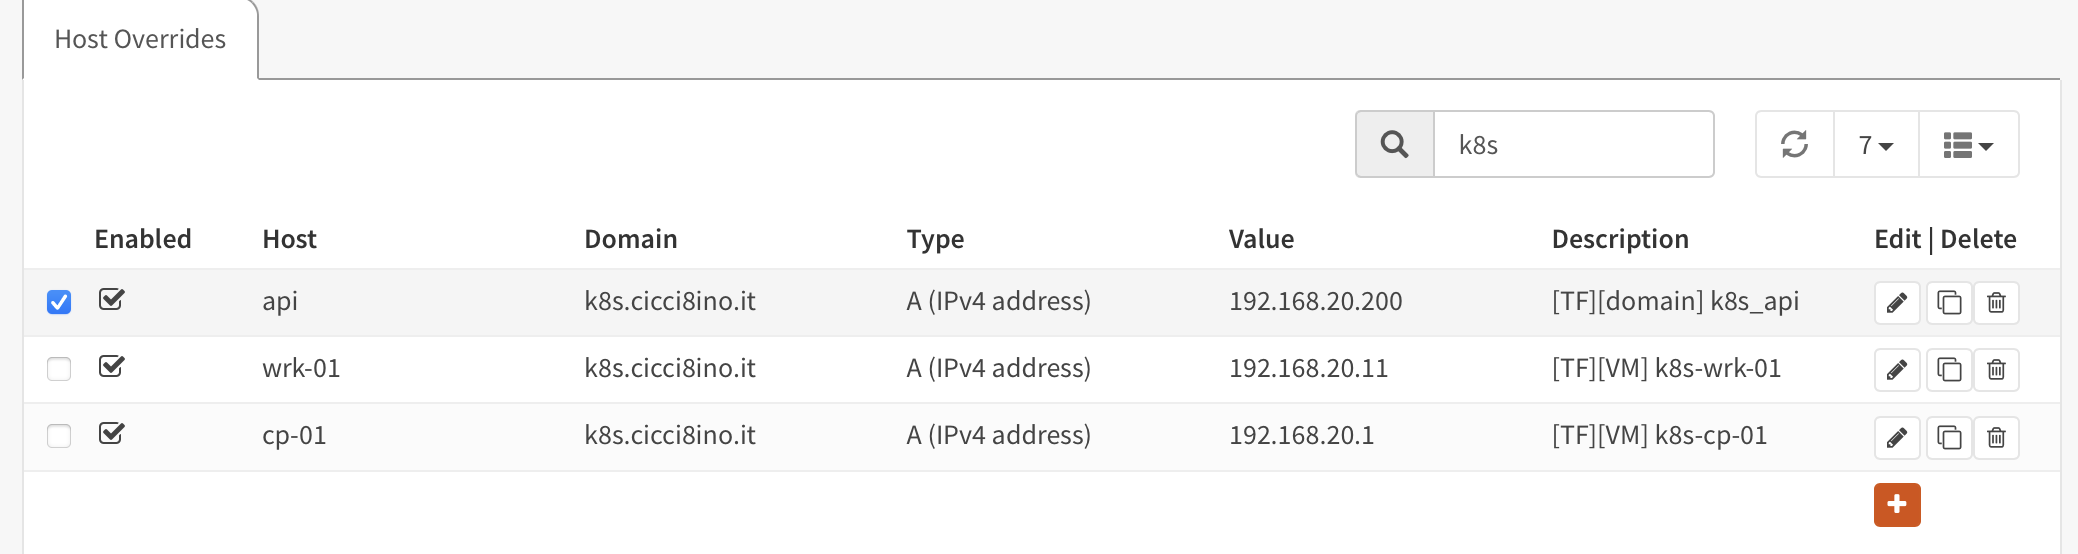 Host Overrides
k8s
7
Enabled Host Domain Type Value Description Edit | Delete
api k8s.cicci8ino.it A (IPv4 address) 192.168.20.200 [TF][domain] k8s_api
wrk-01 k8s.cicci8ino.it A (IPv4 address) 192.168.20.11 [TF][VM] k8s-wrk-01
cp-01 k8s.cicci8ino.it A (IPv4 address) 192.168.20.1 [TF][VM] k8s-cp-01